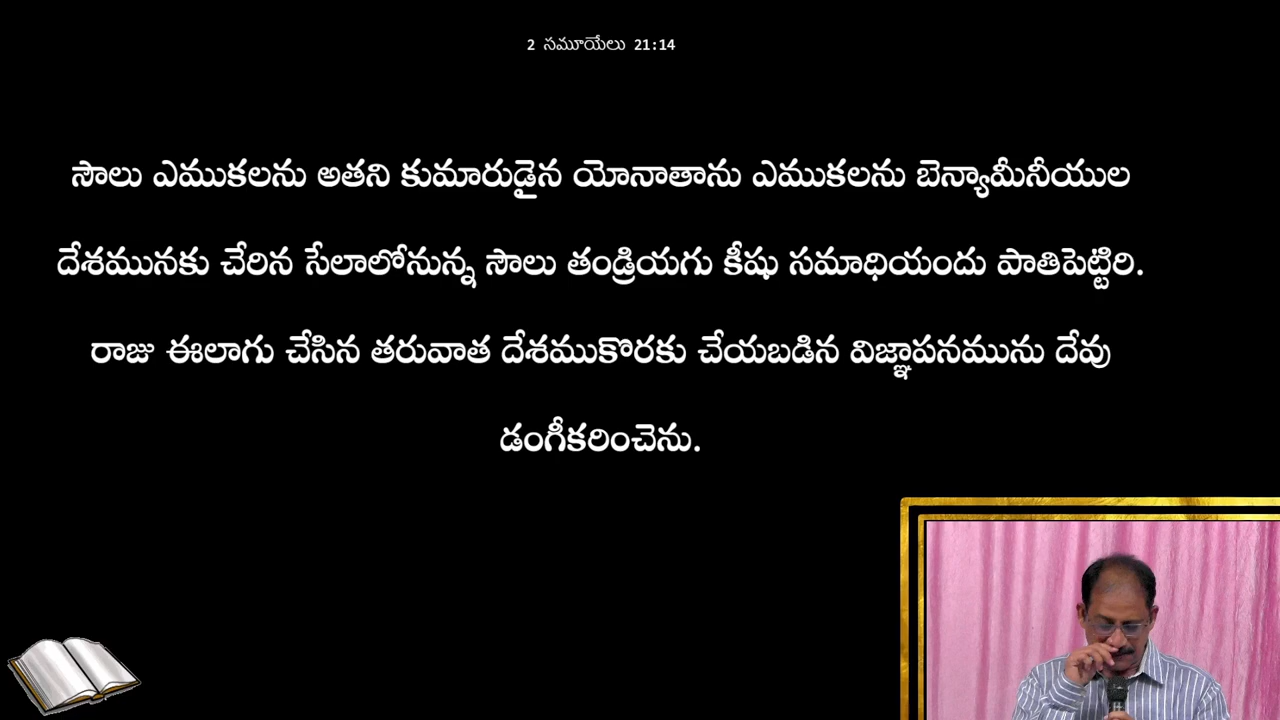 2 సమూయేలు 21:14
సౌలు ఎముకలను అతని కుమారుడైన యోనాతాను ఎముకలను బెన్యామీనీయుల
దేశమునకు చేరిన సేలాలోనున్న సౌలు తండ్రియగు కీషు సమాధియందు పాతిపెట్టిరి.
రాజు ఈలాగు చేసిన తరువాత దేశముకొరకు చేయబడిన విజ్ఞాపనమును దేవు
డంగీకరించెను.